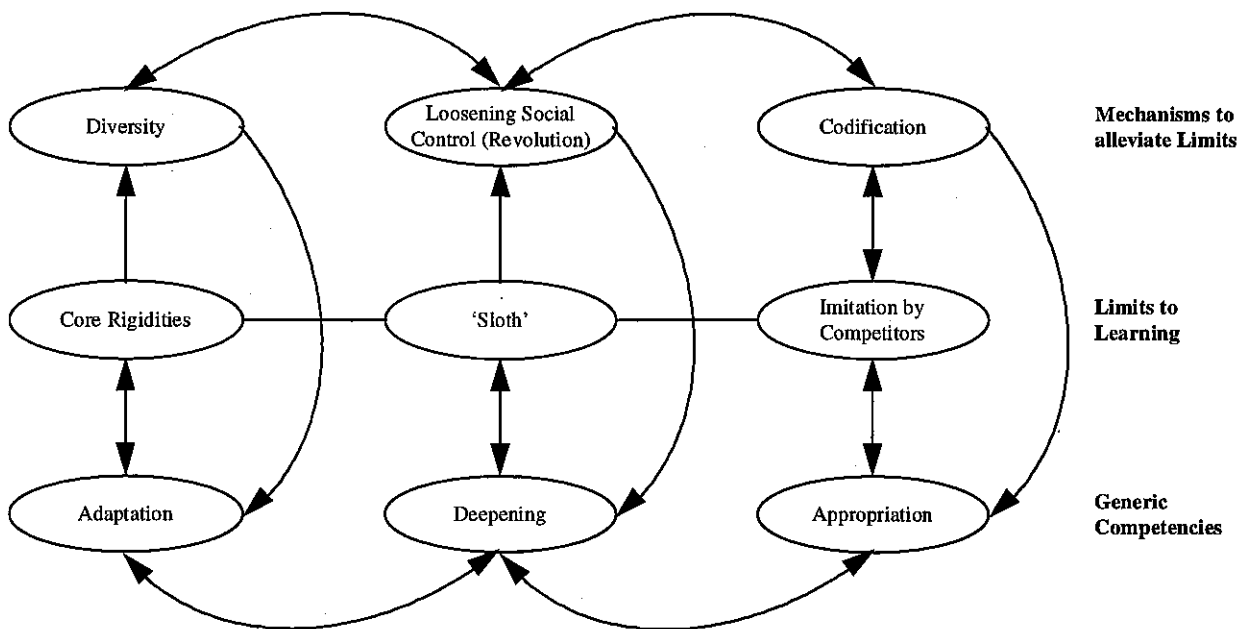 Diversity
Loosening Social
Control (Revolution)
Codification
Mechanisms to
alleviate Limits
Core Rigidities
‘Sloth’
Imitation by
Competitors
Limits to
Learning
Adaptation
Deepening
Appropriation
Generic
Competencies